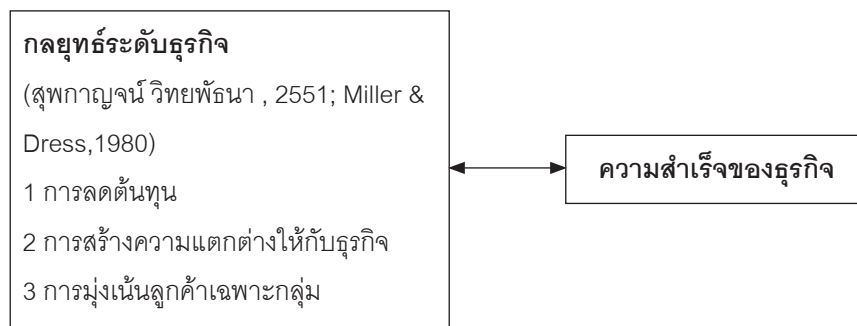 กลยุทธ์ระดับธุรกิจ
(สุพกาญจน์ วิทยพัธนา , 2551; Miller &
Dress,1980)
1 การลดต้นทุน
2 การสร้างความแตกต่างให้กับธุรกิจ
3 การมุ่งเน้นลูกค้าเฉพาะกลุ่ม
ความสำเร็จของธุรกิจ